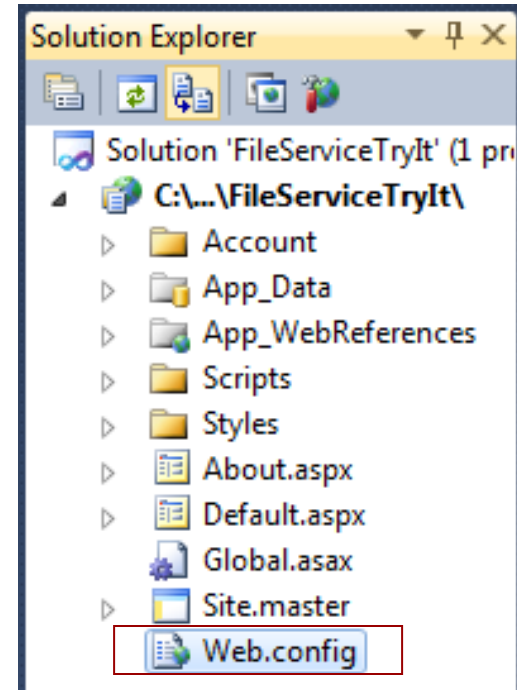 Solution Explorer
Solution 'FileServiceTryIt' (1 pr
C:\...\FileServiceTryIt\
Account
App_Data
App_WebReferences
Scripts
Styles
About.aspx
Default.aspx
Global.asax
Site.master
Web.config